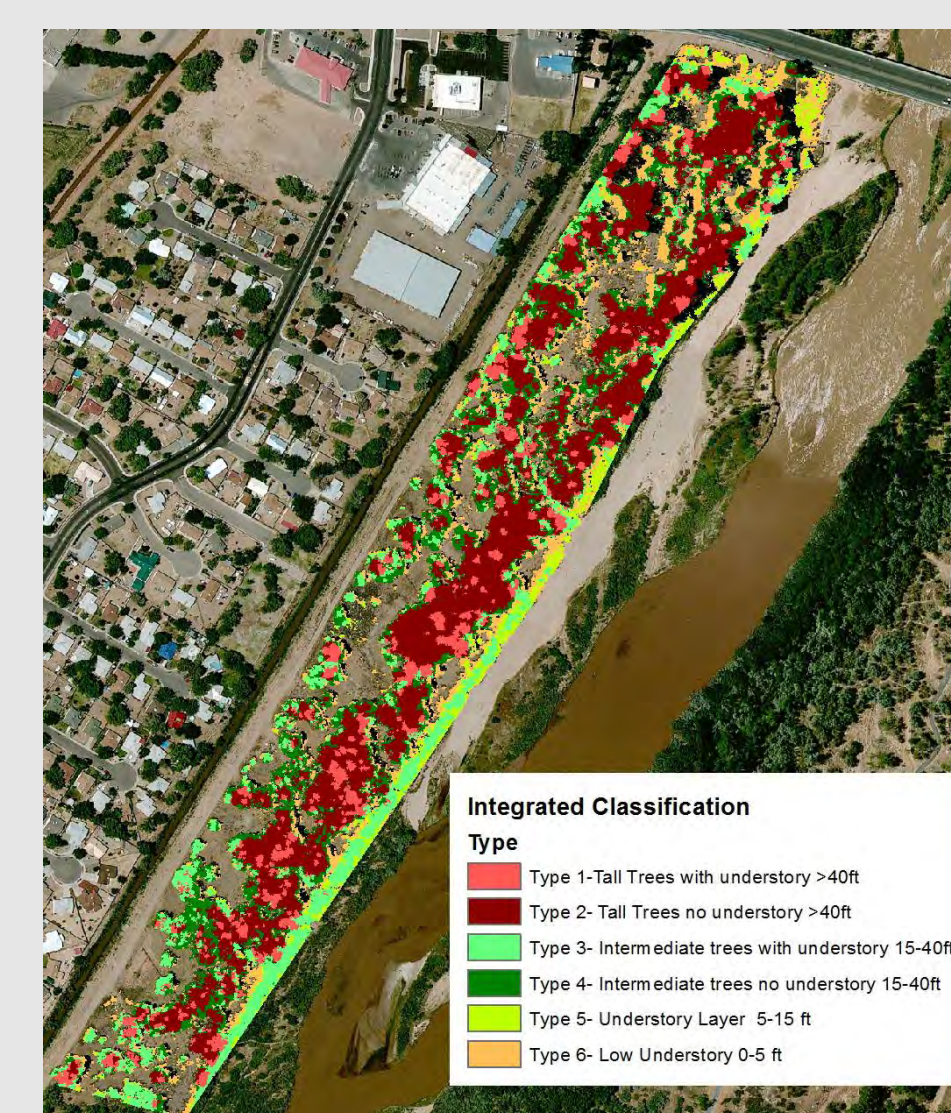 Integrated Classification
Type
Type 1-Tall Trees with understory >40ft
Type 2- Tall Trees no understory >40ft
Type 3- Intermediate trees with understory 15-40ft
Type 4- Intermediate trees no understory 15-40ft
Type 5- Understory Layer 5-15 ft
Type 6- Low Understory 0-5 ft